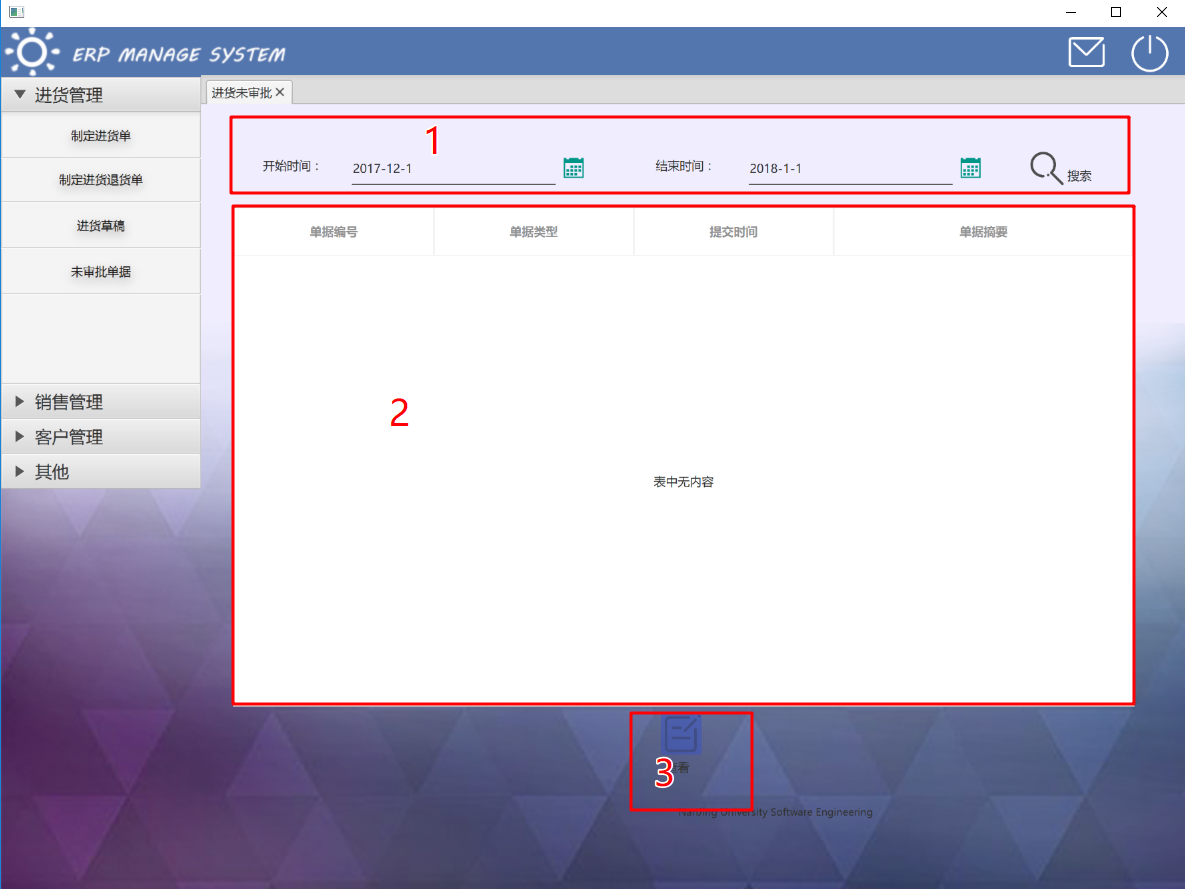 ERP MANAGE SYSTEM
进货管理
进货未审批
制定进货单
制定进货退货单
进货草稿
未审批单据
销售管理
客户管理
其他
1
开始时间：
2017-12-1
结束时间：
2018-1-1
搜索
单据编号
单据类型
提交时间
单据摘要
2
表中无内容
3
看
University Software Engineering